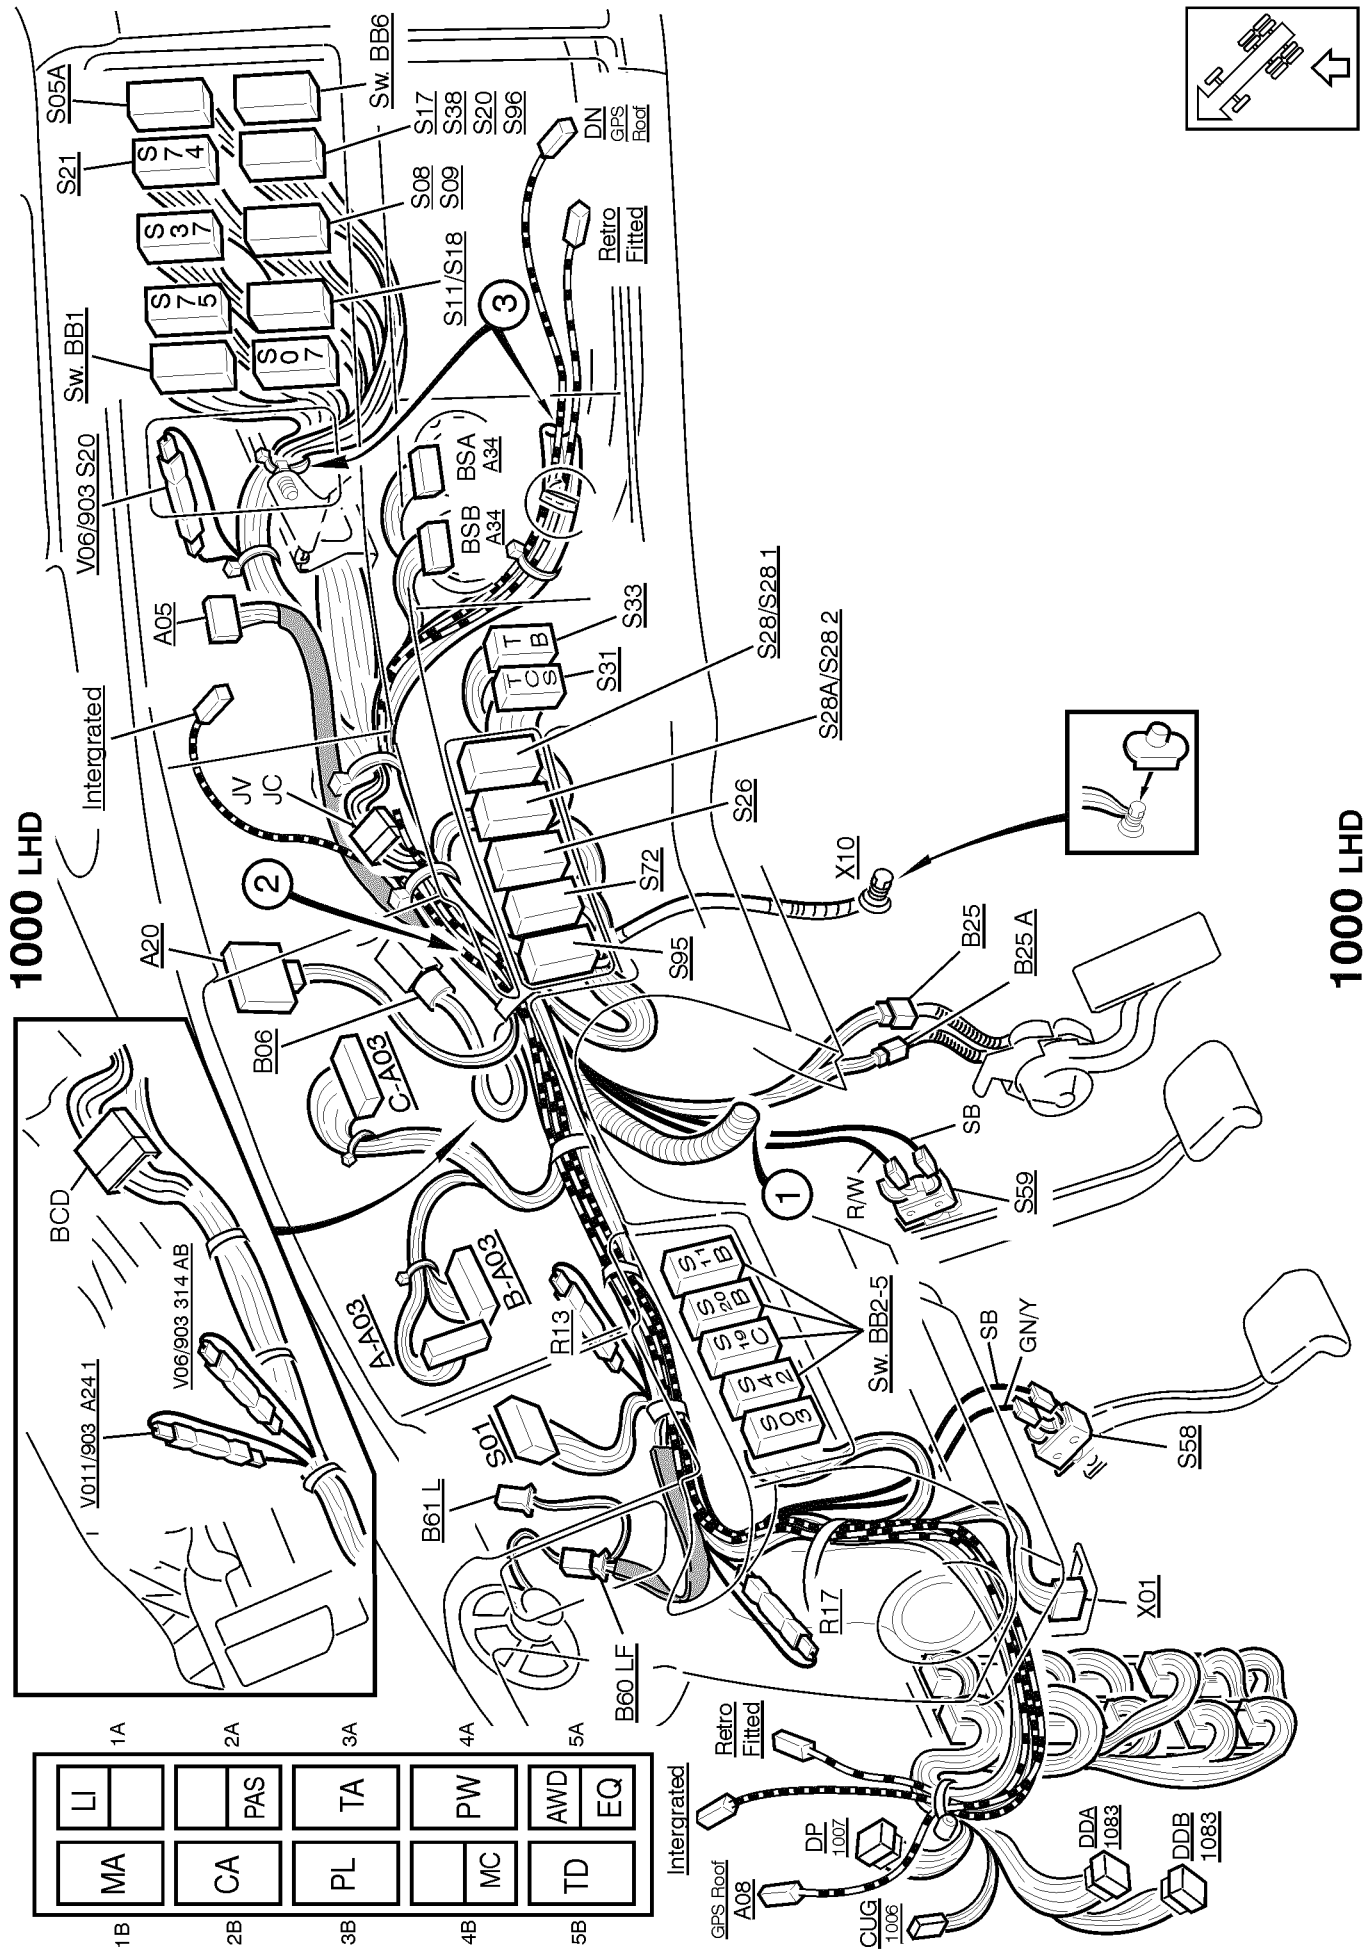 1000 LHD
V011/903 A241
V06/903 314 AB
BCD
A20
Intergrated
A05
V06/903 S20
Sw. BB1
S21
S05A
S
7
4
S
3
7
S
7
5
S
0
7
Sw. BB6
S17
S38
S20
S96
S08
S09
S11/S18
DN
GPS
Roof
Retro
Fitted
3
BSA
A34
BSB
A34
JV
JC
2
B06
C-A03
A-A03
B-A03
T
B
T
C
S
S33
S31
S28/S281
S28A/S28 2
S26
S72
S95
X10
B25
B25 A
SB
R/W
S59
1
R13
S01
B61 L
B60 LF
S
11
B
S
20
B
S
19
C
S
4
2
S
0
3
Sw. BB2-5
SB
GN/Y
S58
R17
X01
1A
2A
3A
4A
5A
LI
PAS
TA
PW
AWD
EQ
MA
CA
PL
MC
TD
1B
2B
3B
4B
5B
Intergrated
Retro
Fitted
DP
1007
GPS Roof
A08
CUG
1006
DDA
1083
DDB
1083
1000 LHD